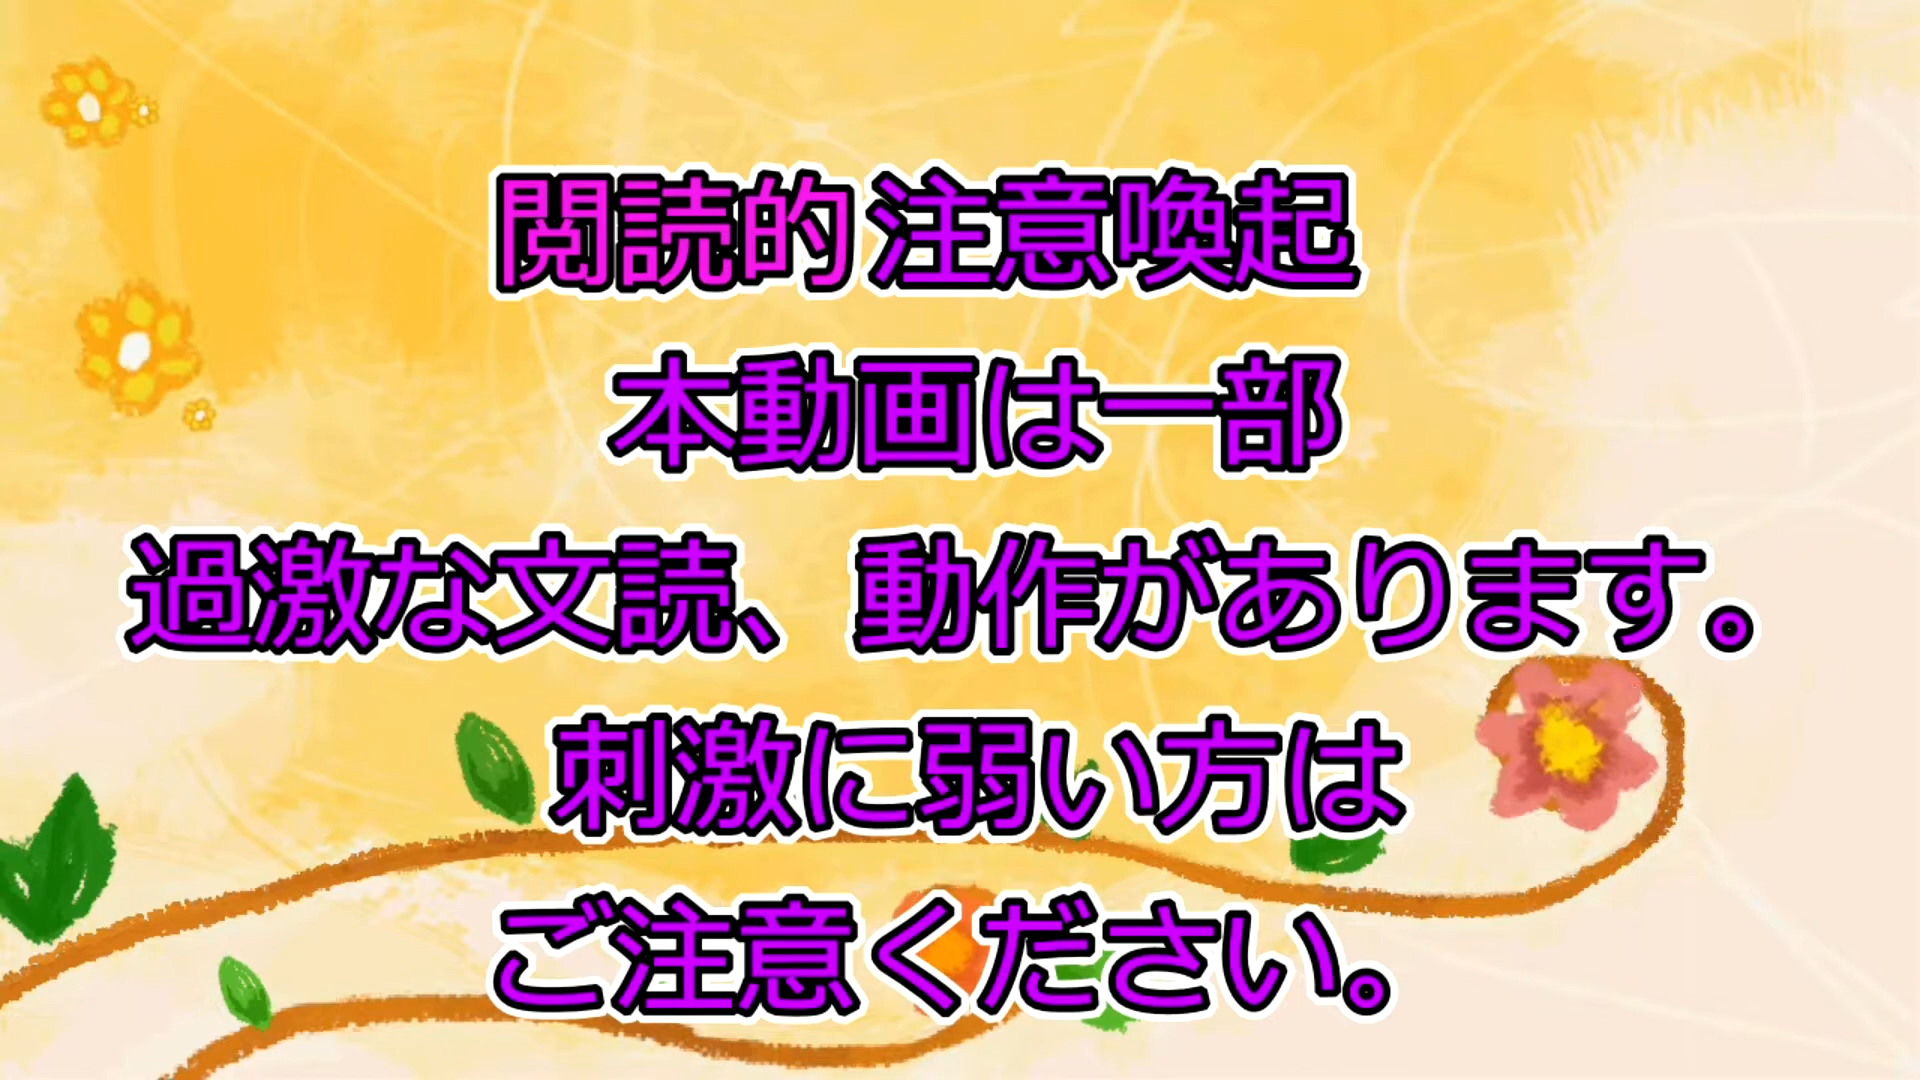 閲読的注意喚起
本動画は一部
過激な文読、動作があります。
刺激に弱い方は
ご注意ください。